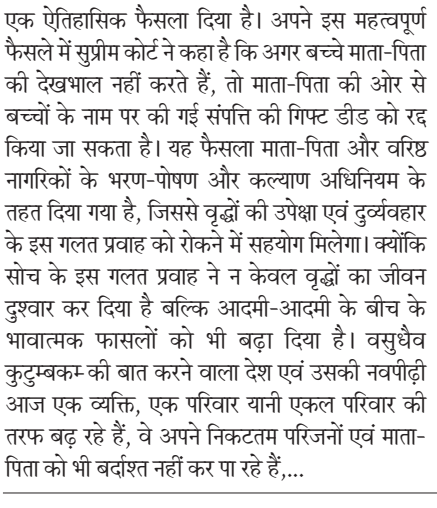 एक ऐतिहासिक फैसला दिया है। अपने इस महत्वपूर्ण
फैसले में सुप्रीम कोर्ट ने कहा है कि अगर बच्चे माता-पिता
की देखभाल नहीं करते हैं, तो माता-पिता की ओर से
बच्चों के नाम पर की गई संपत्ति की गिफ्ट डीड को रद्द
किया जा सकता है। यह फैसला माता-पिता और वरिष्ठ
नागरिकों के भरण-पोषण और कल्याण अधिनियम के
तहत दिया गया है, जिससे वृद्धों की उपेक्षा एवं दुर्व्यवहार
के इस गलत प्रवाह को रोकने में सहयोग मिलेगा। क्योंकि
सोच के इस गलत प्रवाह ने न केवल वृद्धों का जीवन
दुश्वार कर दिया है बल्कि आदमी-आदमी के बीच के
भावात्मक फासलों को भी बढ़ा दिया है। वसुधैव
कुटुम्बकम् की बात करने वाला देश एवं उसकी नवपीढ़ी
आज एक व्यक्ति, एक परिवार यानी एकल परिवार की
तरफ बढ़ रहे हैं, वे अपने निकटतम परिजनों एवं माता-
पिता को भी बर्दाश्त नहीं कर पा रहे हैं,...